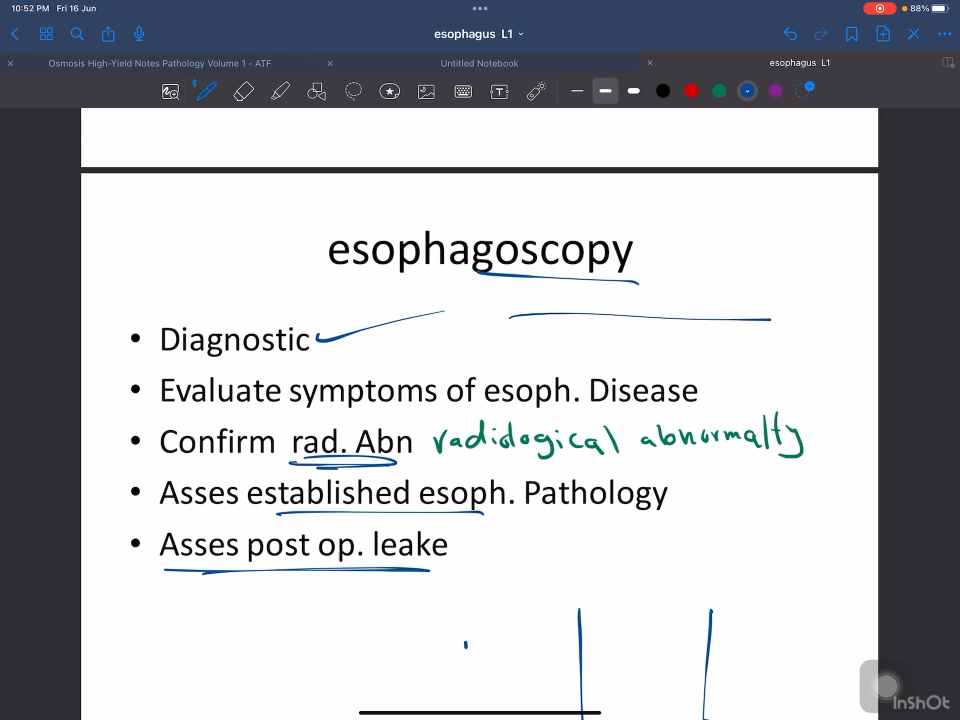 10:52 PM Fri 16 Jun
88%
esophagus L1
Osmosis High-Yield Notes Pathology Volume 1 - ATF
Untitled Notebook
esophagus L1
esophagoscopy
• Diagnostic
• Evaluate symptoms of esoph. Disease
• Confirm rad. Abn radiological abnormalty
• Asses established esoph. Pathology
• Asses post op. leake
InShOt